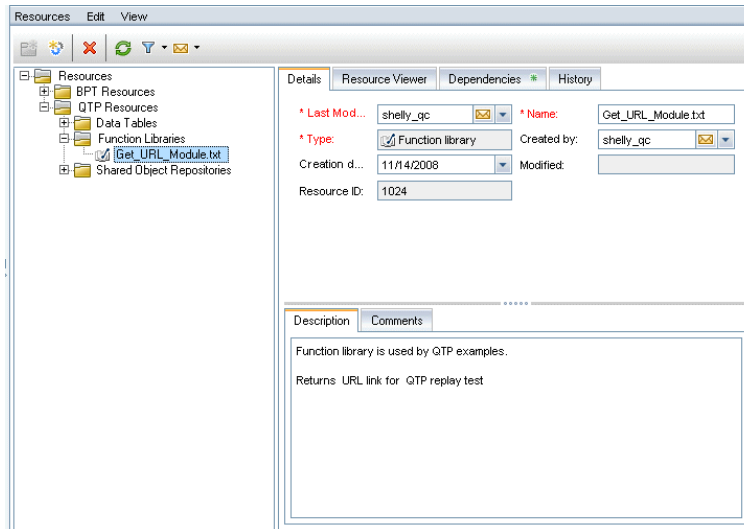 Resources Edit View
Resources
BPT Resources
QTP Resources
Data Tables
Function Libraries
Get_URL_Module.txt
Shared Object Repositories
Details Resource Viewer Dependencies * History
* Last Mod... shelly_qc * Name: Get_URL_Module.txt
* Type: Function library Created by: shelly_qc
Creation d... 11/14/2008 Modified:
Resource ID: 1024
Description Comments
Function library is used by QTP examples.
Returns URL link for QTP replay test